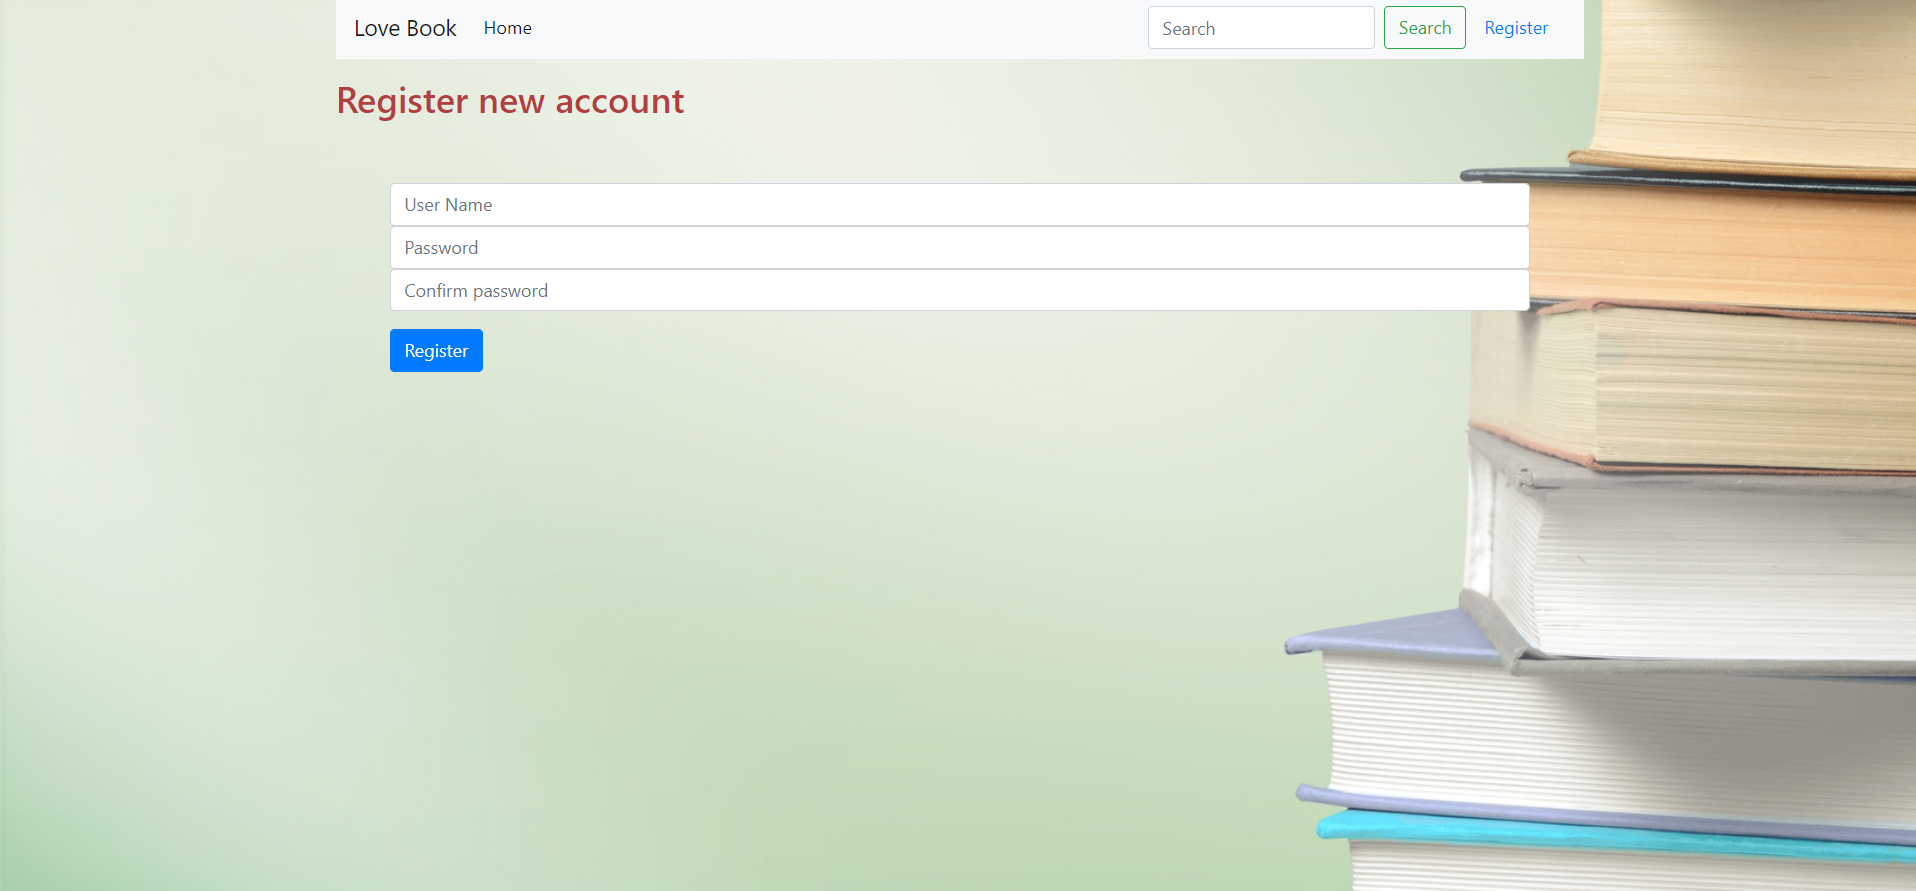 Love Book Home Search Search Register
Register new account
User Name
Password
Confirm password
Register